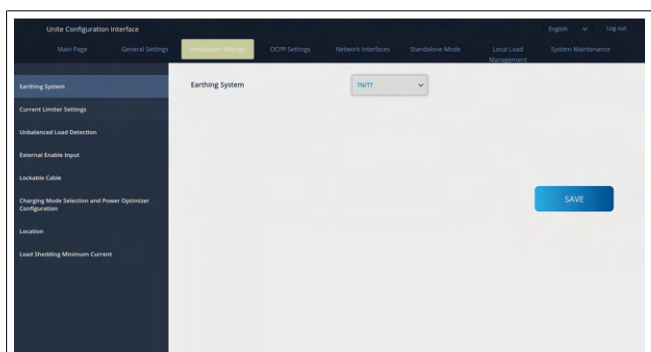 Unite Configuration Interface
English
Log out
Main Page
General Settings
Installation Settings
OCPP Settings
Network Interfaces
Standalone Mode
Local Load
Management
System Maintenance
Earthing System
Current Limiter Settings
Unbalanced Load Detection
External Enable Input
Lockable Cable
Charging Mode Selection and Power Optimizer
Configuration
Location
Load Shedding Minimum Current
Earthing System
TN/TT
SAVE